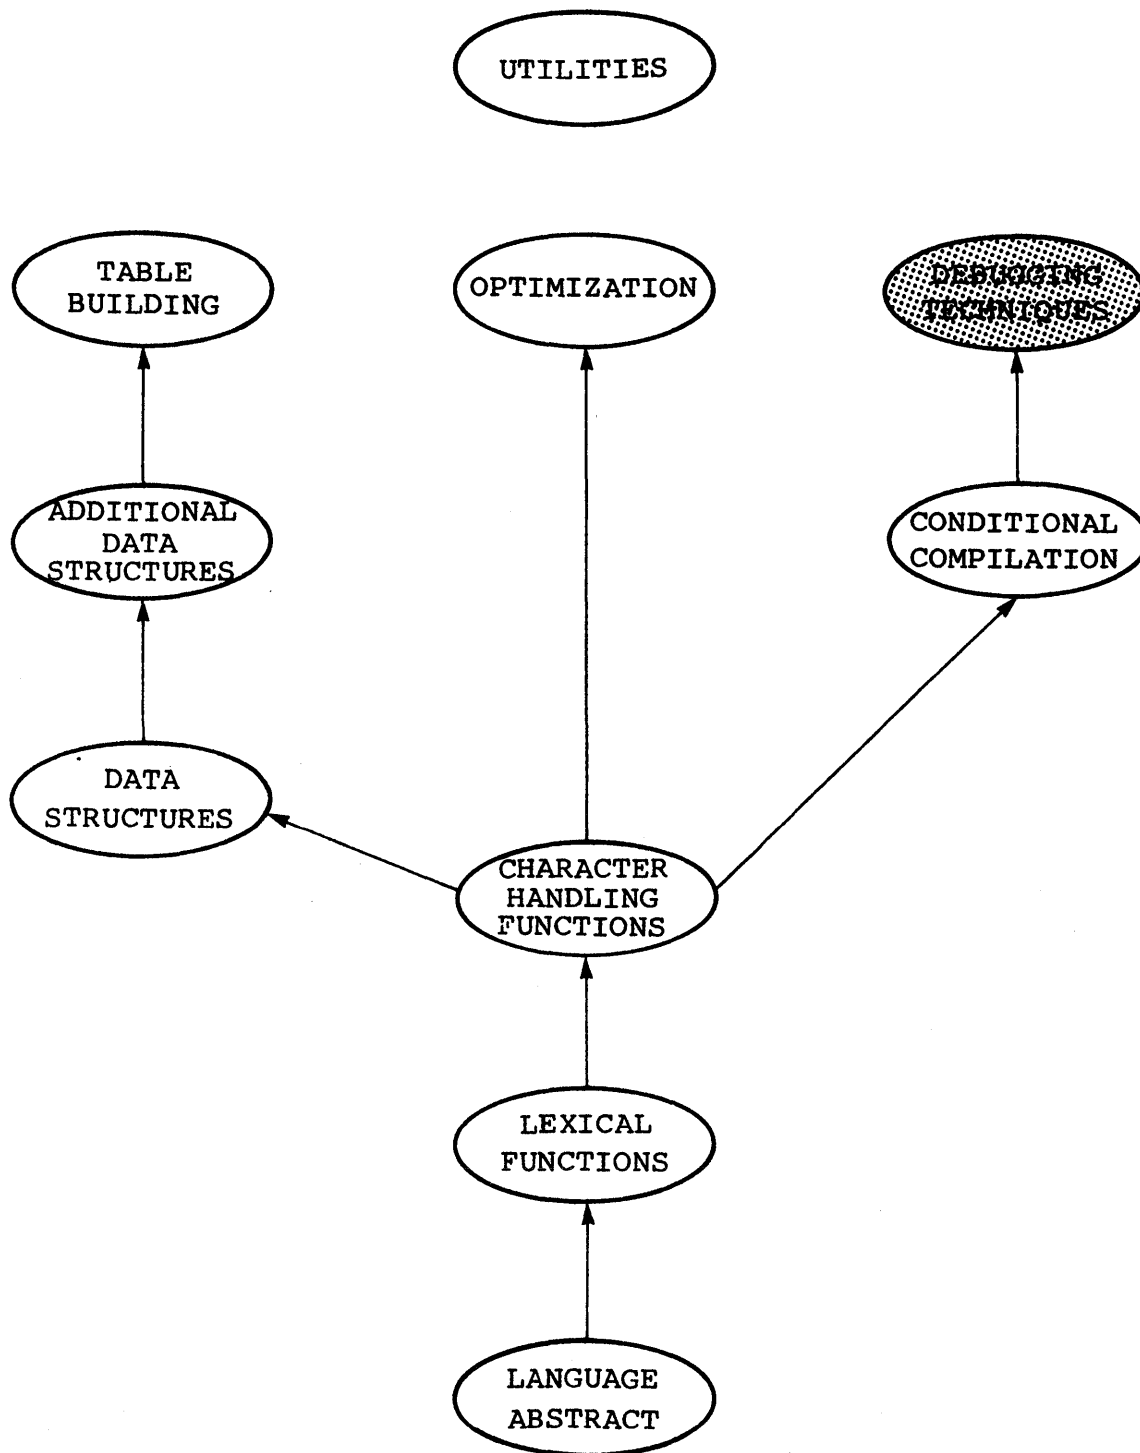 UTILITIES
TABLE
BUILDING
OPTIMIZATION
DEBUGGING
TECHNIQUES
ADDITIONAL
DATA
STRUCTURES
CONDITIONAL
COMPILATION
DATA
STRUCTURES
CHARACTER
HANDLING
FUNCTIONS
LEXICAL
FUNCTIONS
LANGUAGE
ABSTRACT